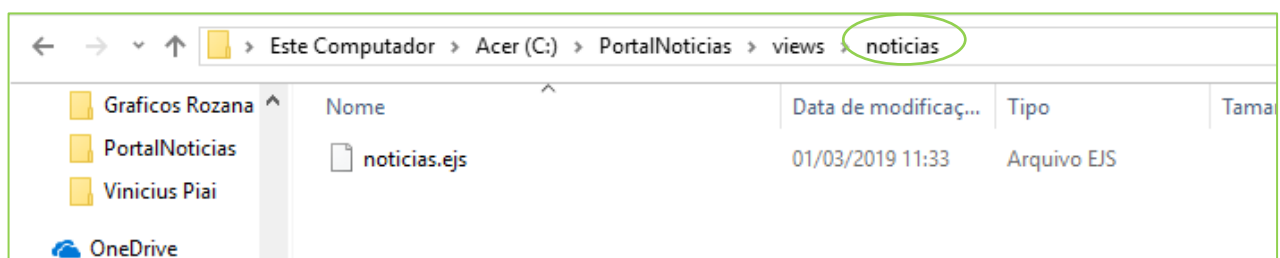 Este Computador > Acer (C:) > PortalNoticias > views > noticias
Graficos Rozana
Nome
Data de modificaç...
Tipo
Tamar
PortalNoticias
noticias.ejs
01/03/2019 11:33
Arquivo EJS
Vinicius Piai
OneDrive